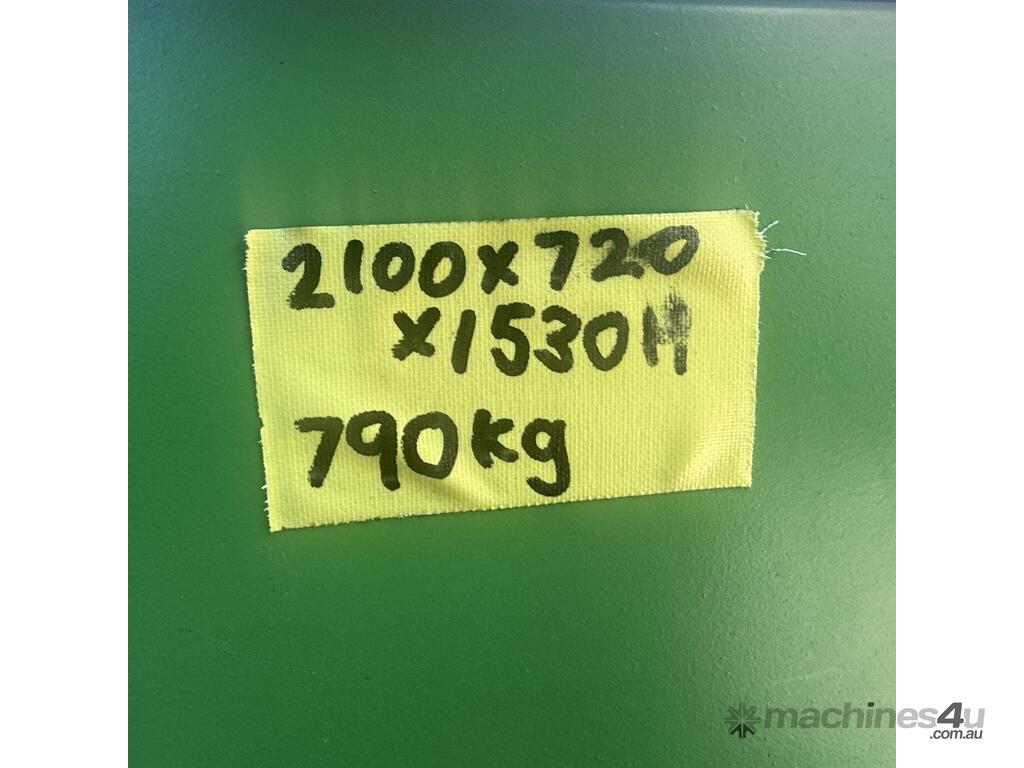 2100x720
x1530H
790kg
machines4u
.com.au